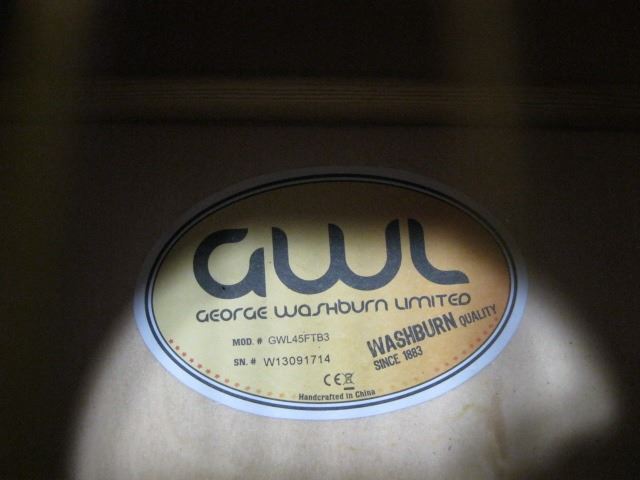 GWL
GEORGE WASHBURN LIMITED
MOD. # GWL45FTB3
SN. # W13091714
WASHBURN QUALITY
SINCE 1883
CE
Handcrafted in China